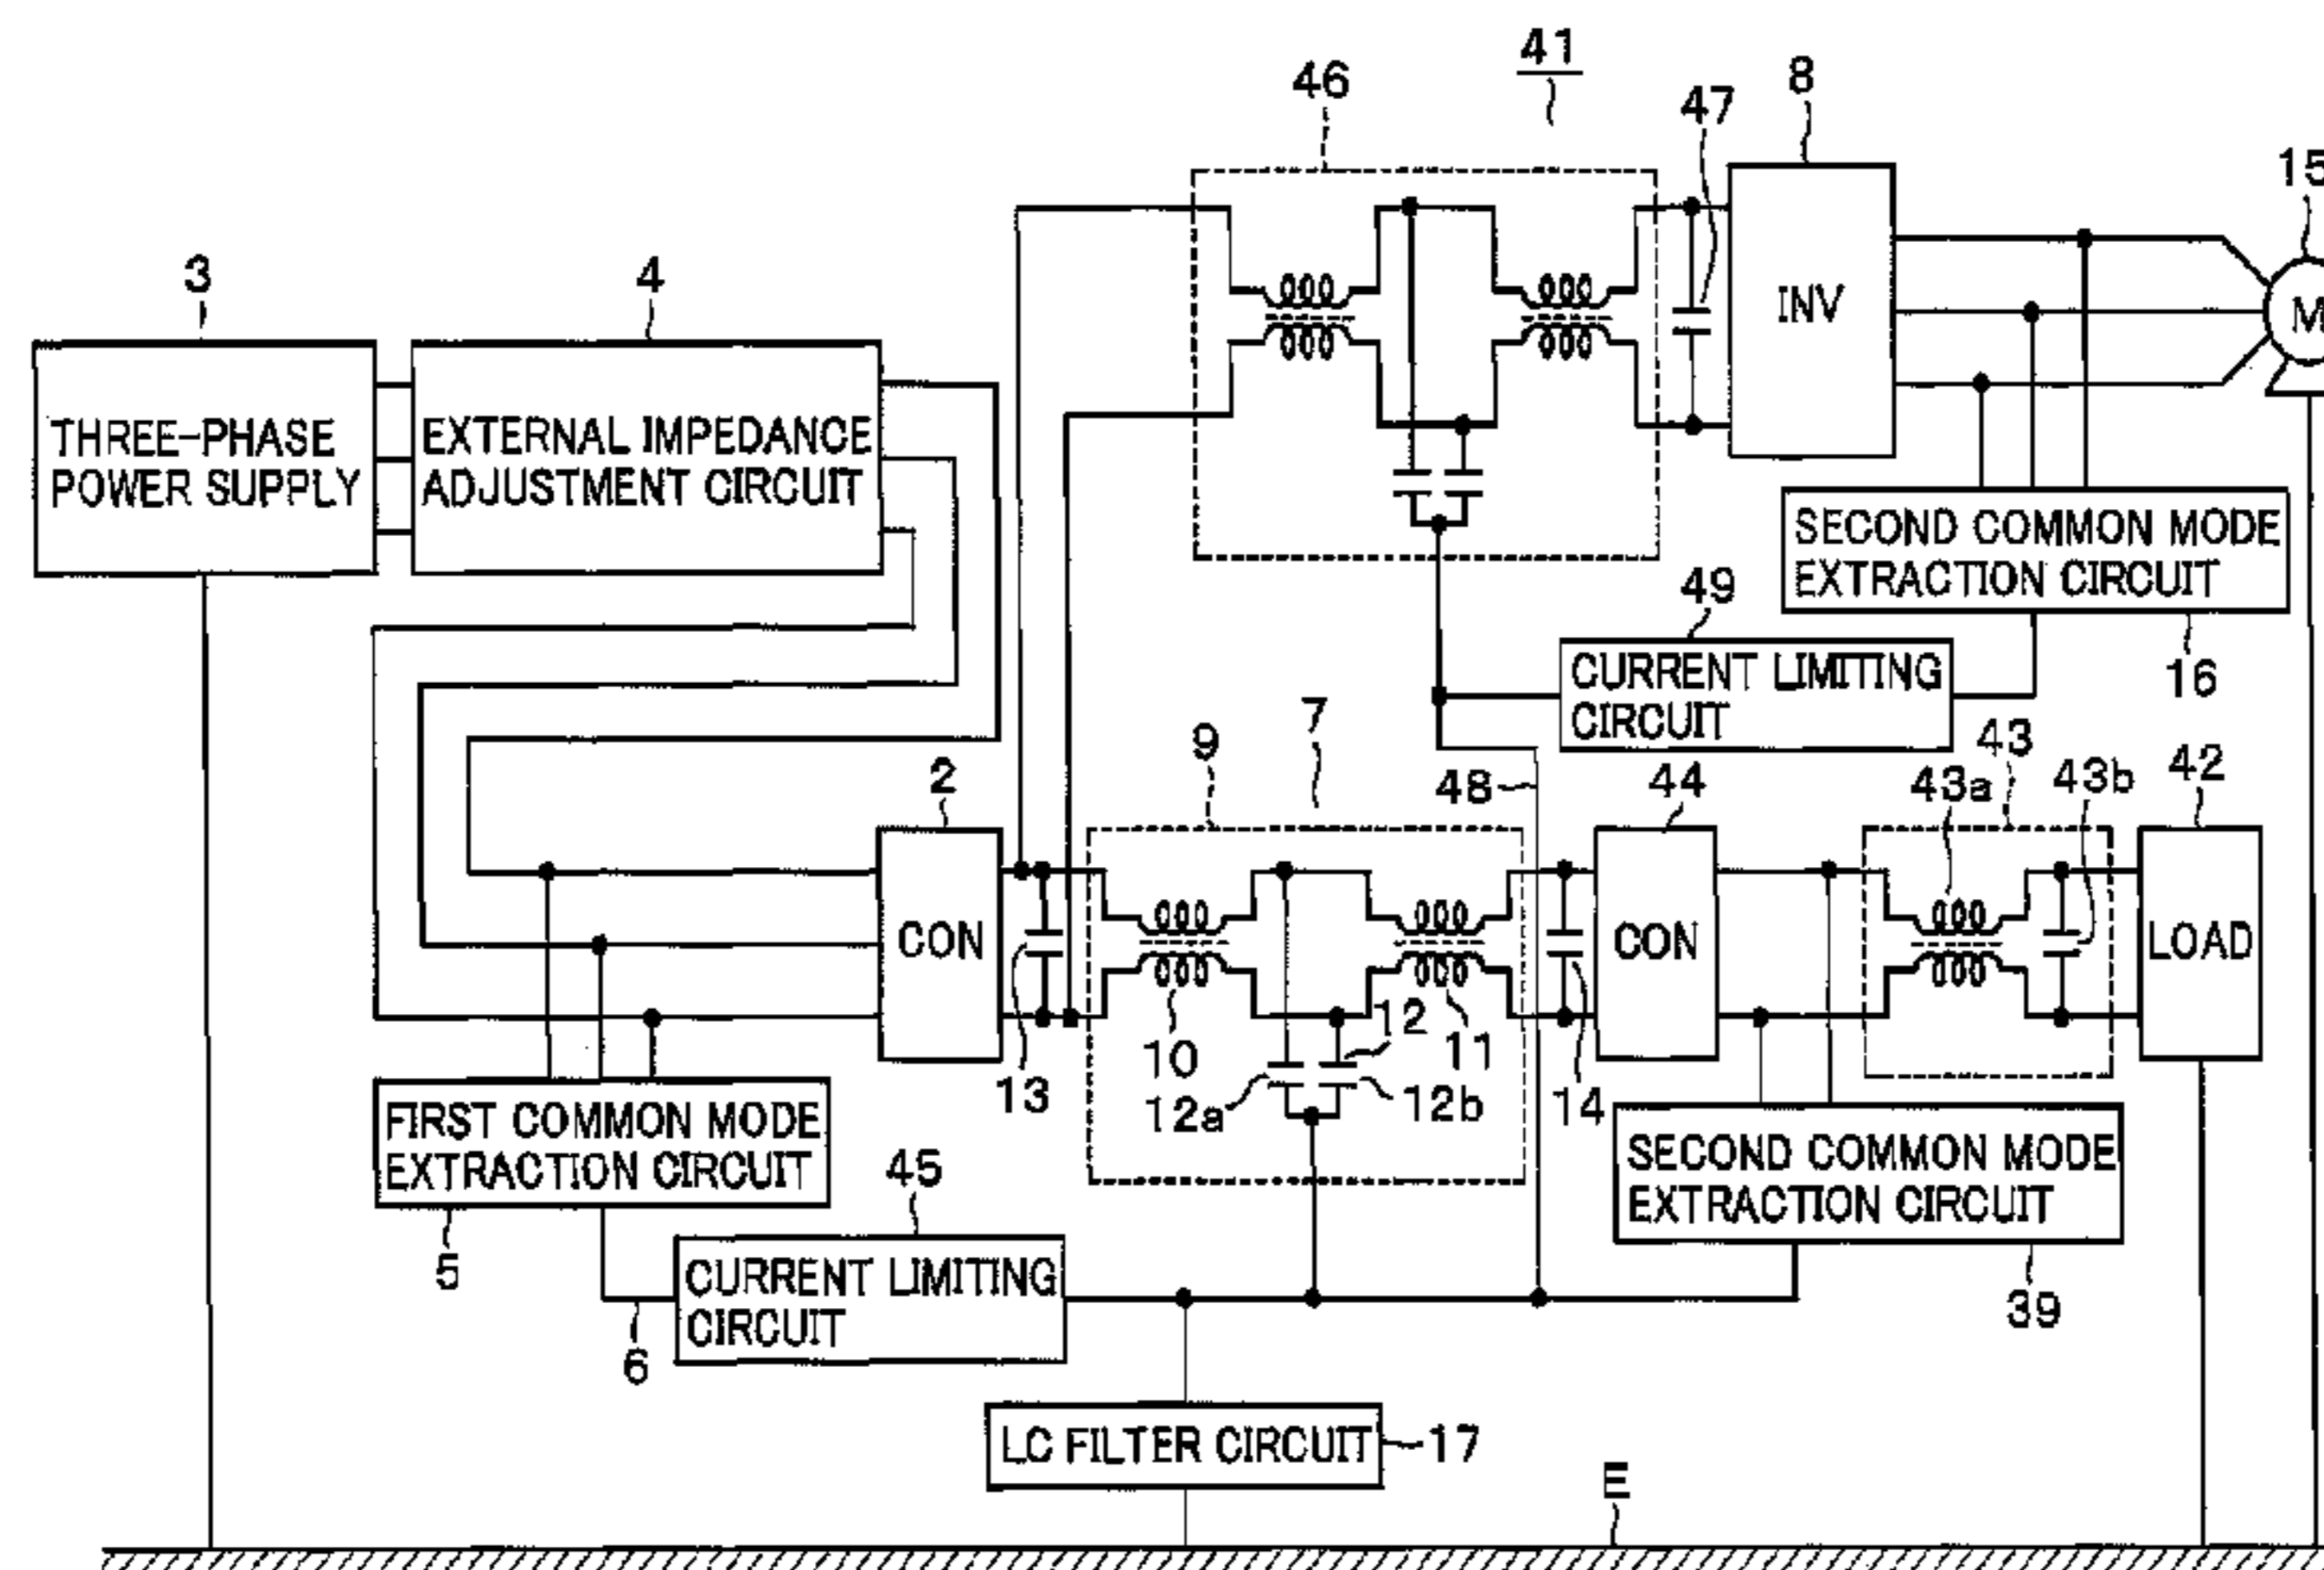 41
46
8
47
15
3
4
INV
M
THREE-PHASE
POWER SUPPLY
EXTERNAL IMPEDANCE
ADJUSTMENT CIRCUIT
SECOND COMMON MODE
EXTRACTION CIRCUIT
49
16
CURRENT LIMITING
CIRCUIT
7
9
43
2
48
44
43a
43b
42
CON
CON
LOAD
10
12
11
13
12a
12b
14
FIRST COMMON MODE
EXTRACTION CIRCUIT
SECOND COMMON MODE
EXTRACTION CIRCUIT
45
5
CURRENT LIMITING
CIRCUIT
39
6
LC FILTER CIRCUIT
17
E